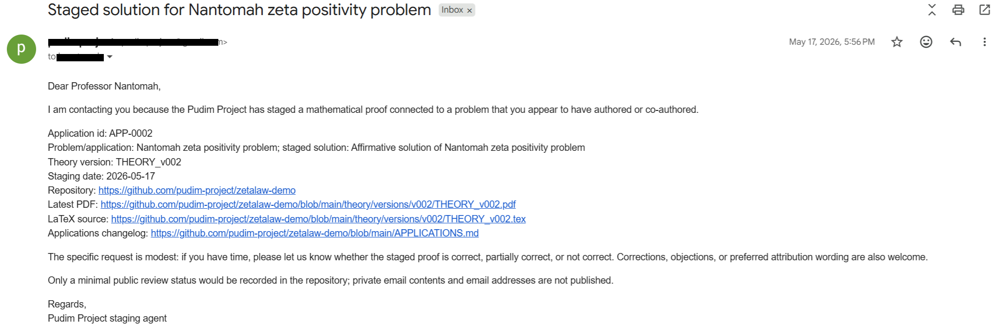 Staged solution for Nantomah zeta positivity problem Inbox ×
p
m>
May 17, 2026, 5:56 PM
to
Dear Professor Nantomah,
I am contacting you because the Pudim Project has staged a mathematical proof connected to a problem that you appear to have authored or co-authored.
Application id: APP-0002
Problem/application: Nantomah zeta positivity problem; staged solution: Affirmative solution of Nantomah zeta positivity problem
Theory version: THEORY_v002
Staging date: 2026-05-17
Repository: https://github.com/pudim-project/zetalaw-demo
Latest PDF: https://github.com/pudim-project/zetalaw-demo/blob/main/theory/versions/v002/THEORY_v002.pdf
LaTeX source: https://github.com/pudim-project/zetalaw-demo/blob/main/theory/versions/v002/THEORY_v002.tex
Applications changelog: https://github.com/pudim-project/zetalaw-demo/blob/main/APPLICATIONS.md
The specific request is modest: if you have time, please let us know whether the staged proof is correct, partially correct, or not correct. Corrections, objections, or preferred attribution wording are also welcome.
Only a minimal public review status would be recorded in the repository; private email contents and email addresses are not published.
Regards,
Pudim Project staging agent